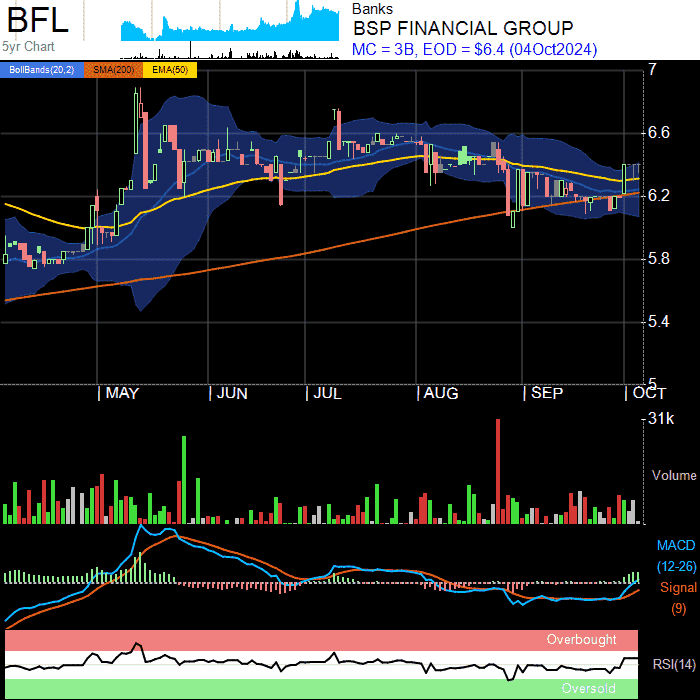 BFL
5yr Chart
Banks
BSP FINANCIAL GROUP
MC = 3B, EOD = $6.4 (04Oct2024)
BollBands(20,2) SMA(200) EMA(50)
7
6.6
6.2
5.8
5.4
5
MAY JUN JUL AUG SEP OCT
31k
Volume
MACD
(12-26)
Signal
(9)
Overbought
RSI(14)
Oversold